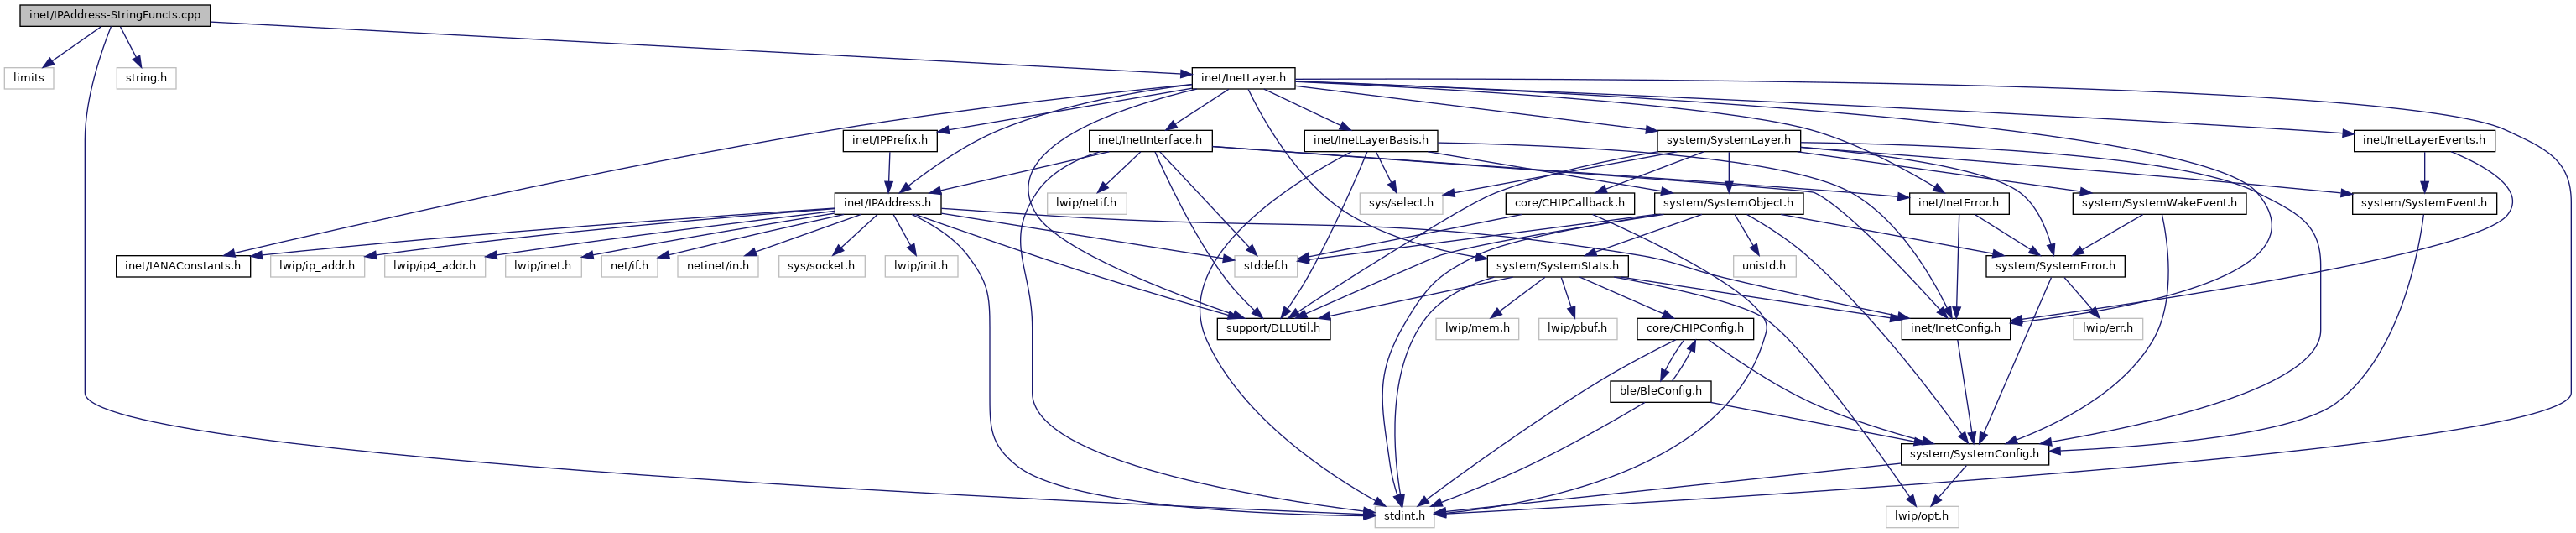 inet/IPAddress-StringFuncts.cpp
limits
string.h
inet/InetLayer.h
inet/IPPrefix.h
inet/InetInterface.h
inet/InetLayerBasis.h
system/SystemLayer.h
inet/InetLayerEvents.h
inet/IPAddress.h
lwip/netif.h
sys/select.h
core/CHIPCallback.h
system/SystemObject.h
inet/InetError.h
system/SystemWakeEvent.h
system/SystemEvent.h
inet/IANAConstants.h
lwip/ip_addr.h
lwip/ip4_addr.h
lwip/inet.h
net/if.h
netinet/in.h
sys/socket.h
lwip/init.h
stddef.h
system/SystemStats.h
unistd.h
system/SystemError.h
support/DLLUtil.h
lwip/mem.h
lwip/pbuf.h
core/CHIPConfig.h
inet/InetConfig.h
lwip/err.h
ble/BleConfig.h
system/SystemConfig.h
stdint.h
lwip/opt.h